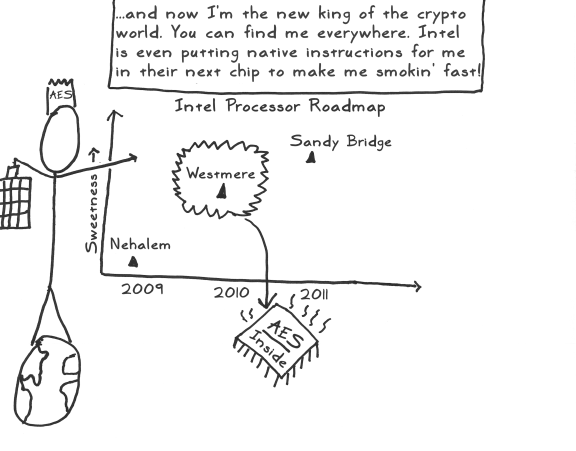 ...and now I'm the new king of the crypto
world. You can find me everywhere. Intel
is even putting native instructions for me
in their next chip to make me smokin' fast!
Intel Processor Roadmap
AES
Sandy Bridge
Westmere
Sweetness →
Nehalem
2009 2010 2011
AES
Inside